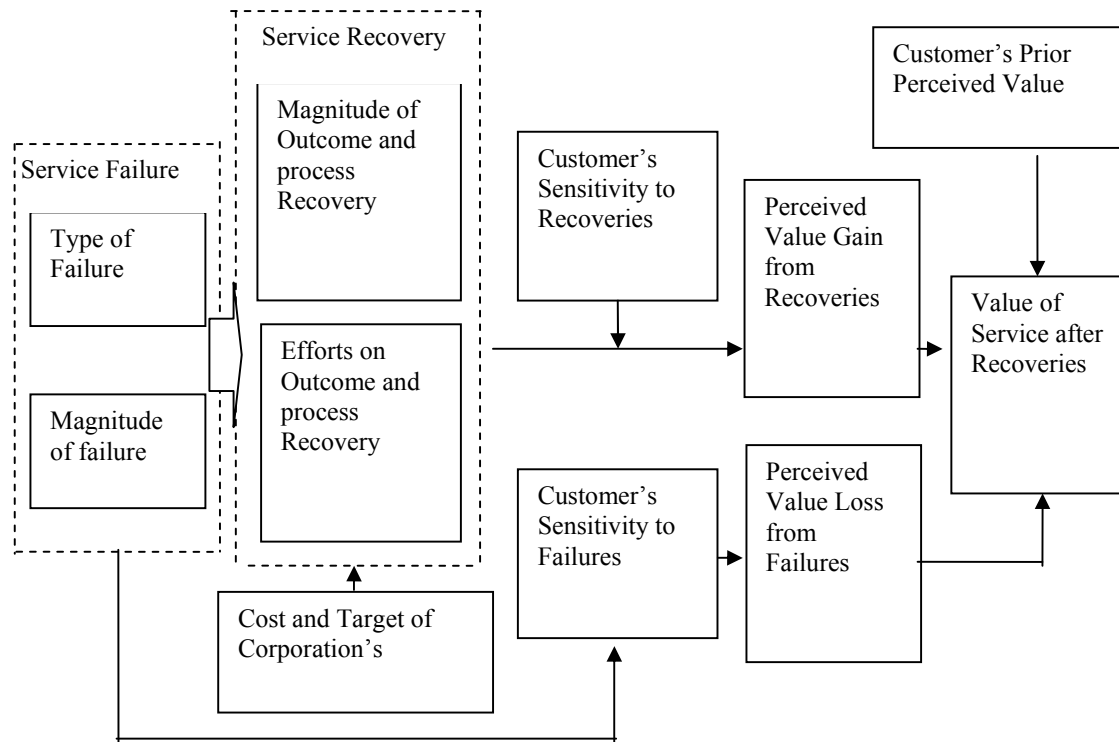 Service Failure
Type of
Failure
Magnitude
of failure
Service Recovery
Magnitude of
Outcome and
process
Recovery
Efforts on
Outcome and
process
Recovery
Cost and Target of
Corporation’s
Customer’s
Sensitivity to
Recoveries
Customer’s
Sensitivity to
Failures
Perceived
Value Gain
from
Recoveries
Perceived
Value Loss
from
Failures
Customer’s Prior
Perceived Value
Value of
Service after
Recoveries